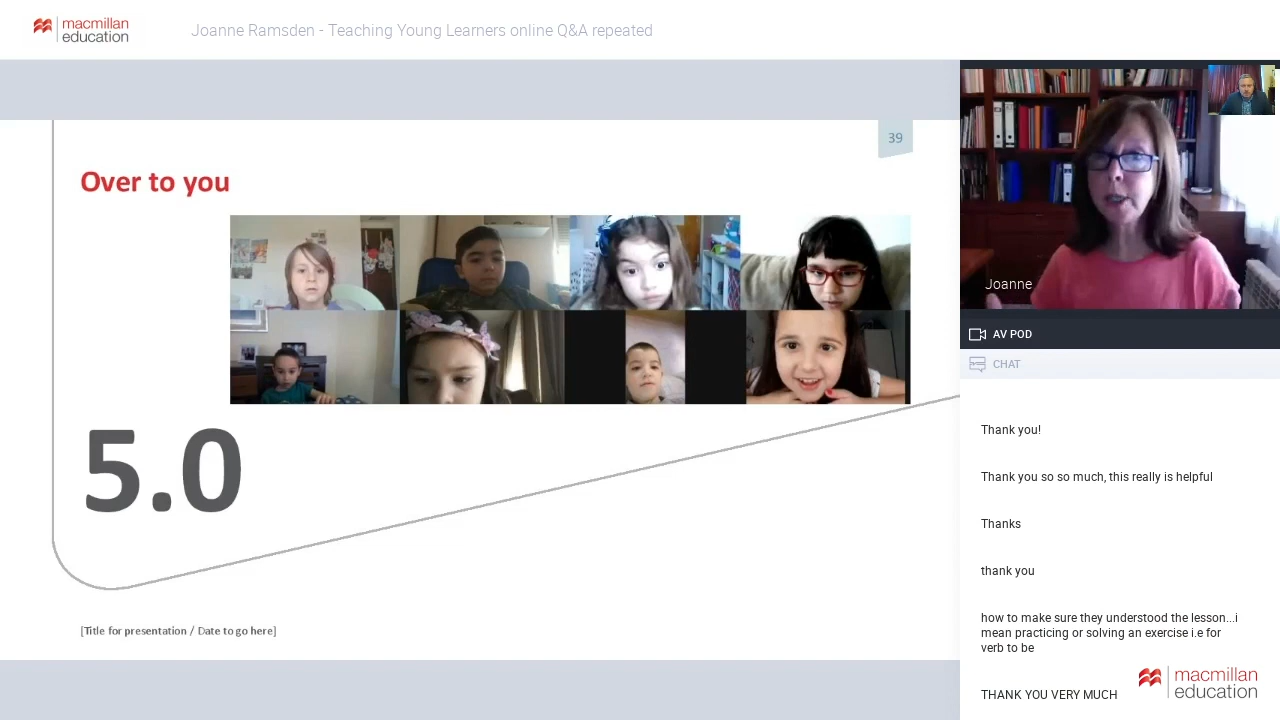 macmillan
education
Joanne Ramsden - Teaching Young Learners online Q&A repeated
39
Over to you
5.0
[Title for presentation / Date to go here]
Joanne
AV POD
CHAT
Thank you!
Thank you so so much, this really is helpful
Thanks
thank you
how to make sure they understood the lesson...i
mean practicing or solving an exercise i.e for
verb to be
THANK YOU VERY MUCH
macmillan
education